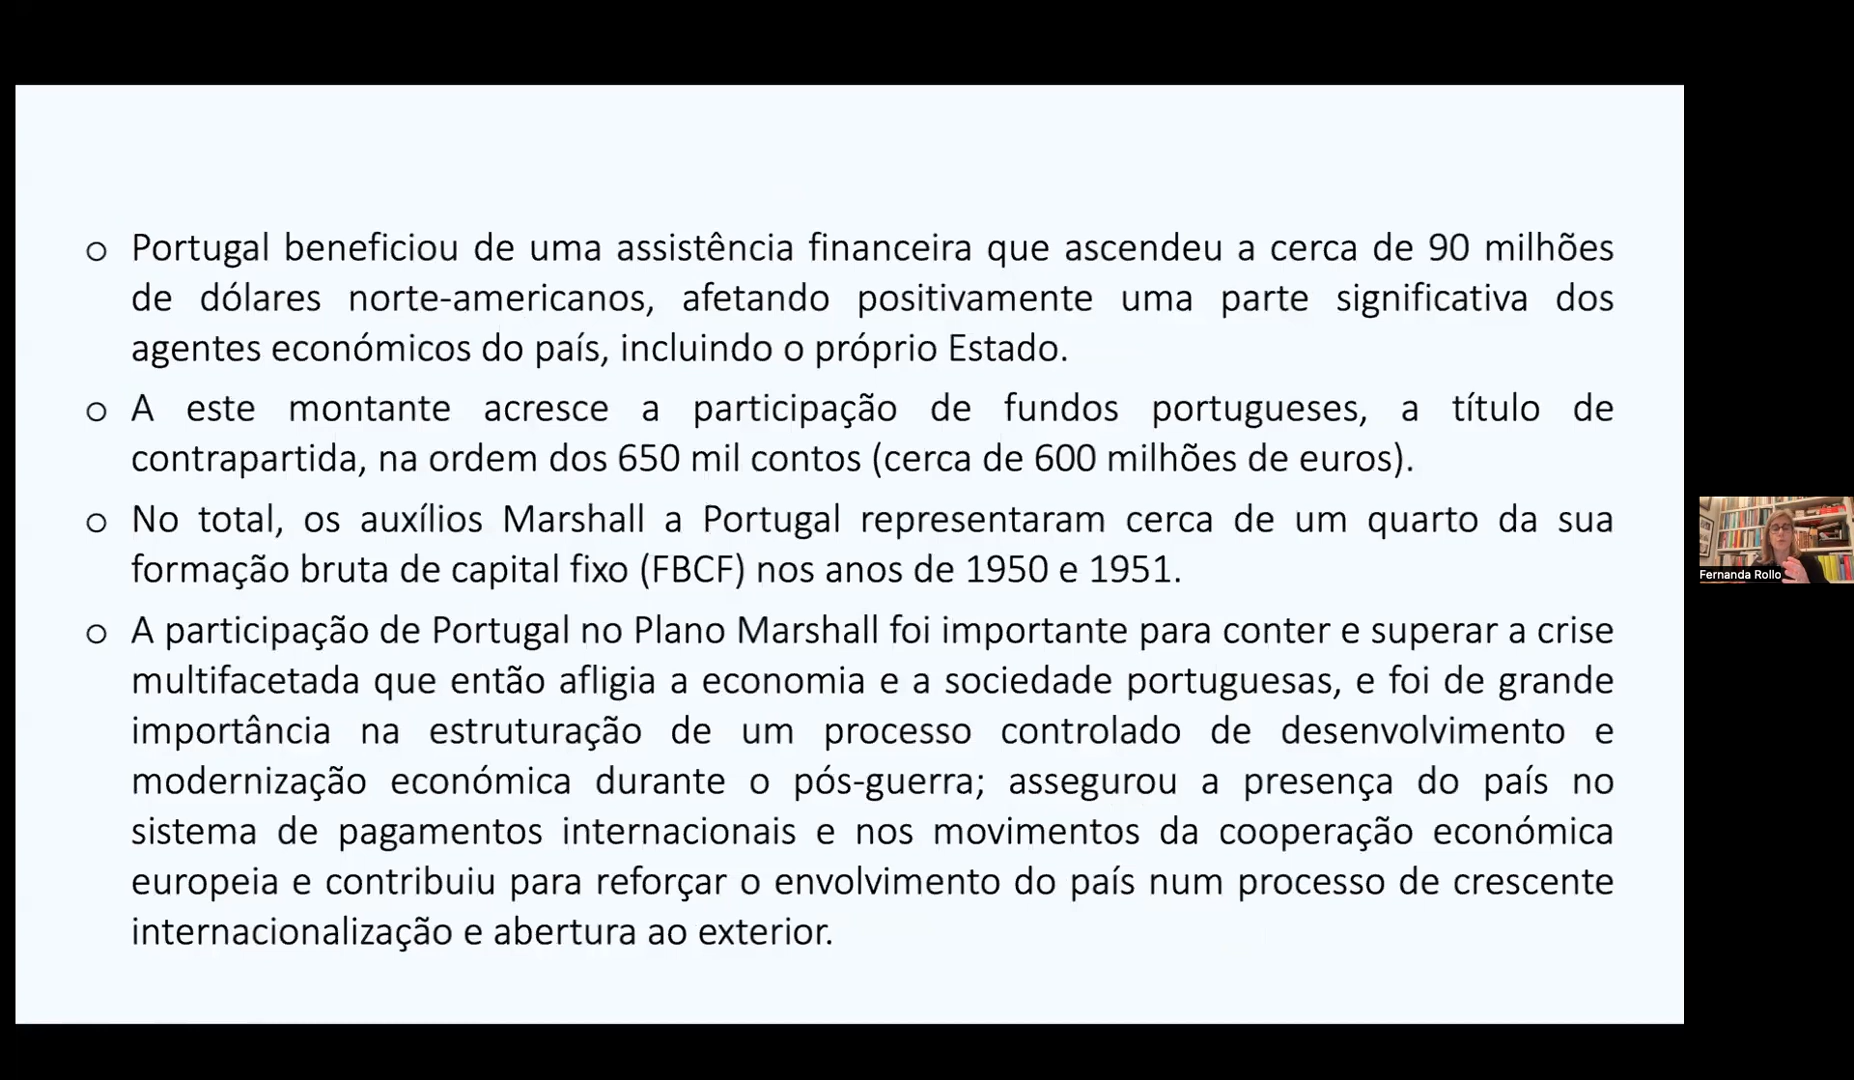 o Portugal beneficiou de uma assistência financeira que ascendeu a cerca de 90 milhões
de dólares norte-americanos, afetando positivamente uma parte significativa dos
agentes económicos do país, incluindo o próprio Estado.
o A este montante acresce a participação de fundos portugueses, a título de
contrapartida, na ordem dos 650 mil contos (cerca de 600 milhões de euros).
o No total, os auxílios Marshall a Portugal representaram cerca de um quarto da sua
formação bruta de capital fixo (FBCF) nos anos de 1950 e 1951.
o A participação de Portugal no Plano Marshall foi importante para conter e superar a crise
multifacetada que então afligia a economia e a sociedade portuguesas, e foi de grande
importância na estruturação de um processo controlado de desenvolvimento e
modernização económica durante o pós-guerra; assegurou a presença do país no
sistema de pagamentos internacionais e nos movimentos da cooperação económica
europeia e contribuiu para reforçar o envolvimento do país num processo de crescente
internacionalização e abertura ao exterior.
Fernanda Rollo